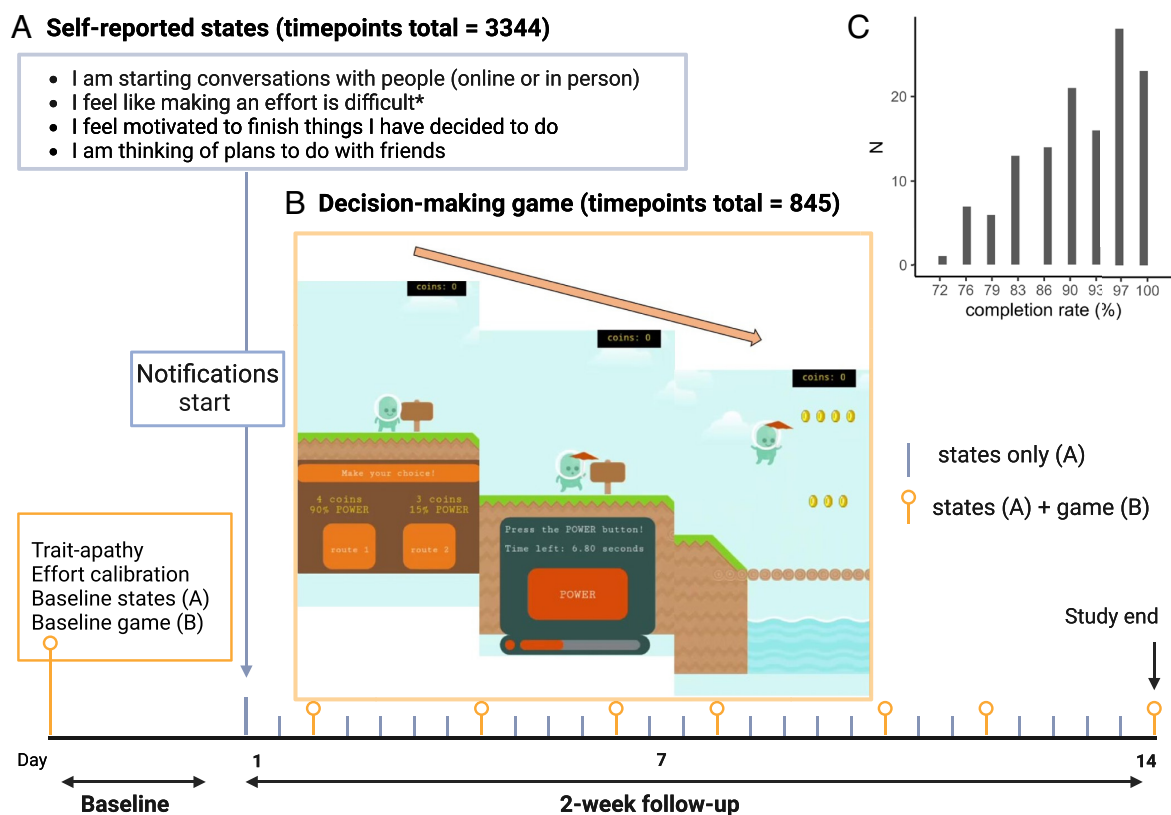 A Self-reported states (timepoints total = 3344)
• I am starting conversations with people (online or in person)
• I feel like making an effort is difficult*
• I feel motivated to finish things I have decided to do
• I am thinking of plans to do with friends
B Decision-making game (timepoints total = 845)
coins: 0
coins: 0
coins: 0
Make your choice!
4 coins 3 coins
90% POWER 15% POWER
route 1 route 2
Press the POWER button!
Time left: 6.80 seconds
POWER
Notifications
start
Trait-apathy
Effort calibration
Baseline states (A)
Baseline game (B)
C
N
20
10
0
72 76 79 83 86 90 93 97 100
completion rate (%)
states only (A)
states (A) + game (B)
Study end
Day 1 7 14
Baseline 2-week follow-up